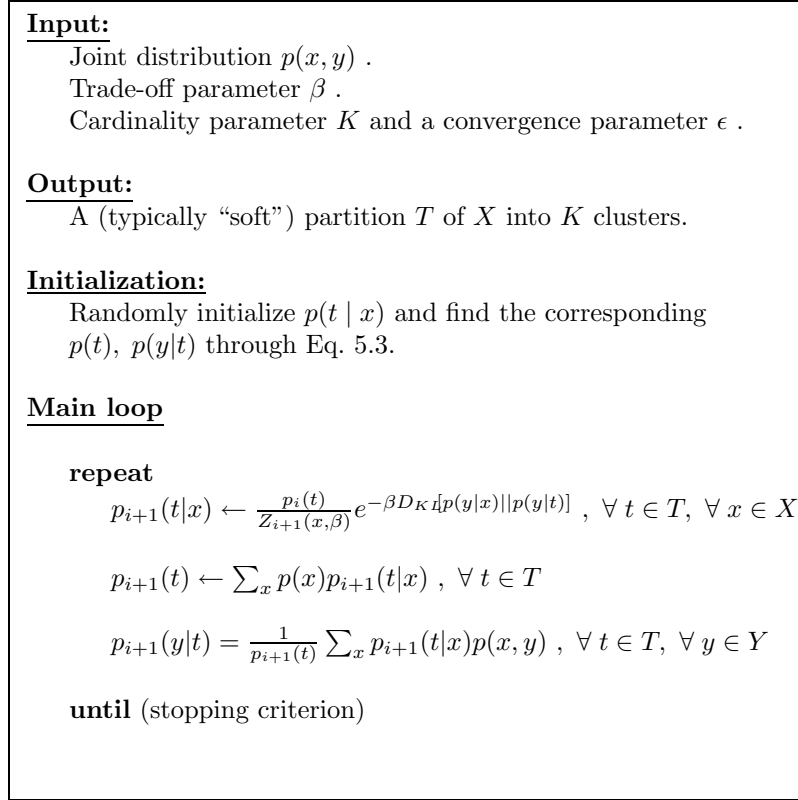 Input:
Joint distribution p(x, y) .
Trade-off parameter β .
Cardinality parameter K and a convergence parameter ϵ .
Output:
A (typically “soft”) partition T of X into K clusters.
Initialization:
Randomly initialize p(t | x) and find the corresponding
p(t), p(y|t) through Eq. 5.3.
Main loop
repeat
p_{i+1}(t|x) ← \frac{p_i(t)}{Z_{i+1}(x,β)} e^{−βD_{KL}[p(y|x)||p(y|t)]} , ∀ t ∈ T, ∀ x ∈ X
p_{i+1}(t) ← ∑_x p(x)p_{i+1}(t|x) , ∀ t ∈ T
p_{i+1}(y|t) = \frac{1}{p_{i+1}(t)} ∑_x p_{i+1}(t|x)p(x, y) , ∀ t ∈ T, ∀ y ∈ Y
until (stopping criterion)